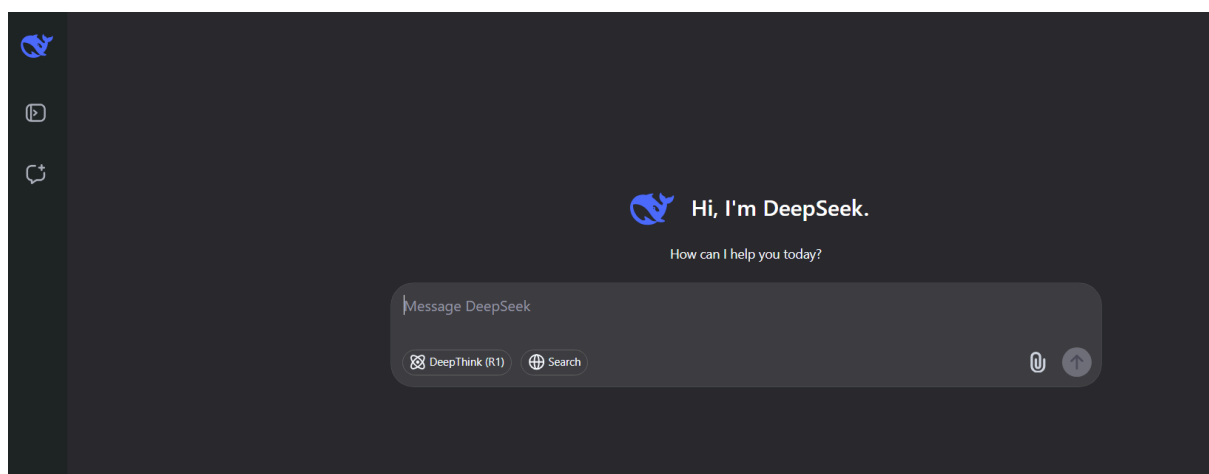 Hi, I'm DeepSeek.
How can I help you today?
Message DeepSeek
DeepThink (R1) Search